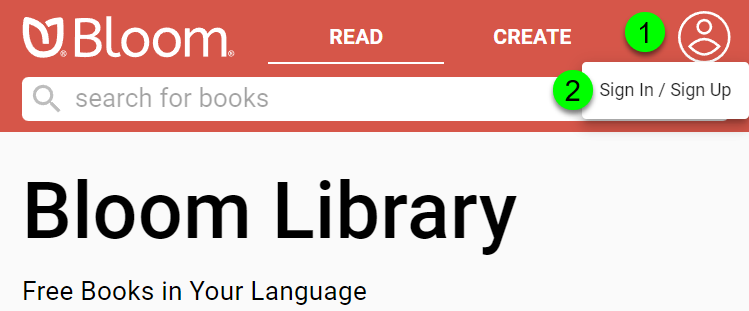 Bloom®
READ
CREATE
1
search for books
2
Sign In / Sign Up
Bloom Library
Free Books in Your Language